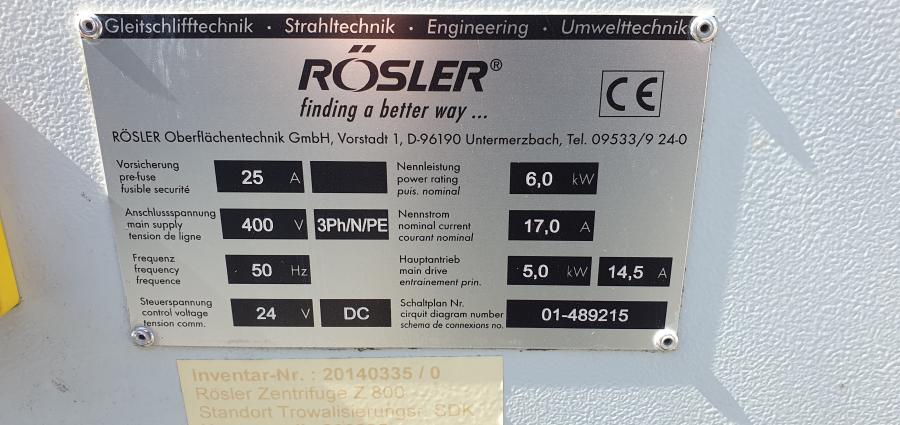 Gleitschlifftechnik · Strahltechnik · Engineering · Umwelttechnik
RÖSLER®
finding a better way ...
CE
RÖSLER Oberflächentechnik GmbH, Vorstadt 1, D-96190 Untermerzbach, Tel. 09533/9 24-0
Vorsicherung
pre-fuse
fusible securité
25 A
Nennleistung
power rating
puis. nominal
6,0 kW
Anschlussspannung
main supply
tension de ligne
400 V 3Ph/N/PE
Nennstrom
nominal current
courant nominal
17,0 A
Frequenz
frequency
frequence
50 Hz
Hauptantrieb
main drive
entrainement prin.
5,0 kW 14,5 A
Steuerspannung
control voltage
tension comm.
24 V DC
Schaltplan Nr.
cirquit diagram number
schema de connexions no.
01-489215
Inventar-Nr. : 20140335 / 0
Rösler Zentrifuge Z 800
Standort Trowalisierung SDK